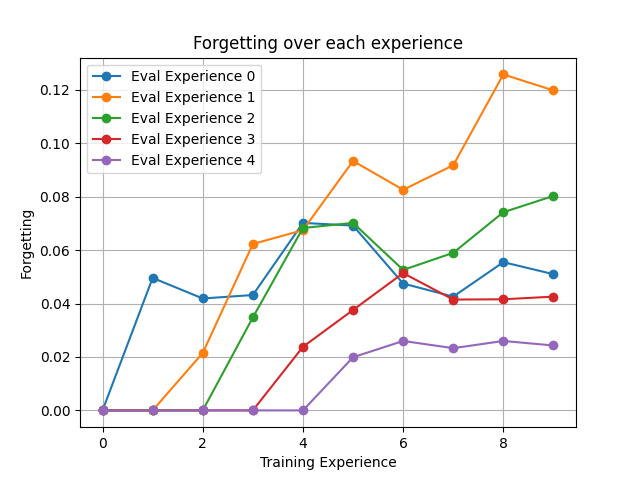 Forgetting over each experience
Eval Experience 0
Eval Experience 1
Eval Experience 2
Eval Experience 3
Eval Experience 4
0.12
0.10
0.08
0.06
0.04
0.02
0.00
Forgetting
0 2 4 6 8
Training Experience